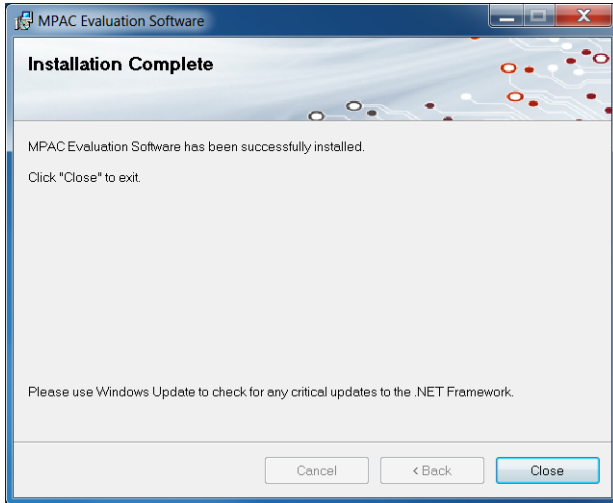 MPAC Evaluation Software
Installation Complete
MPAC Evaluation Software has been successfully installed.
Click "Close" to exit.
Please use Windows Update to check for any critical updates to the .NET Framework.
Cancel
< Back
Close